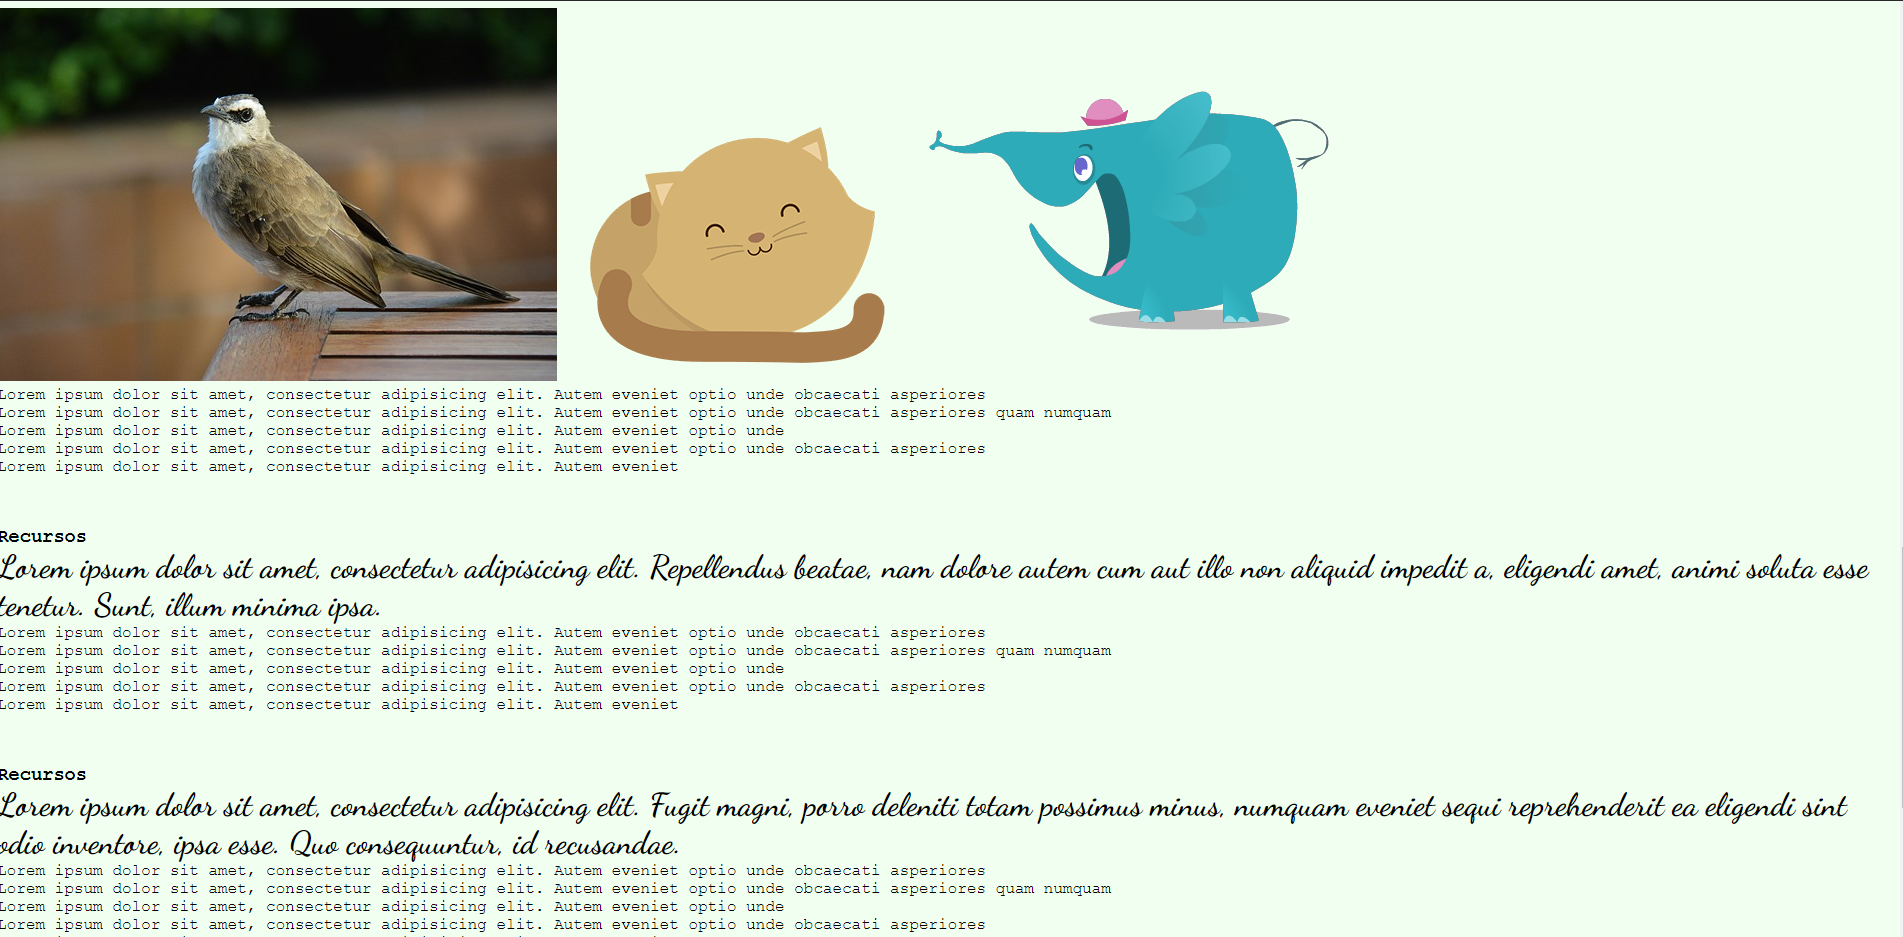 Lorem ipsum dolor sit amet, consectetur adipisicing elit. Autem eveniet optio unde obcaecati asperiores
Lorem ipsum dolor sit amet, consectetur adipisicing elit. Autem eveniet optio unde obcaecati asperiores quam numquam
Lorem ipsum dolor sit amet, consectetur adipisicing elit. Autem eveniet optio unde
Lorem ipsum dolor sit amet, consectetur adipisicing elit. Autem eveniet optio unde obcaecati asperiores
Lorem ipsum dolor sit amet, consectetur adipisicing elit. Autem eveniet
Recursos
Lorem ipsum dolor sit amet, consectetur adipisicing elit. Repellendus beatae, nam dolore autem cum aut illo non aliquid impedit a, eligendi amet, animi soluta esse
tenetur. Sunt, illum minima ipsa.
Lorem ipsum dolor sit amet, consectetur adipisicing elit. Autem eveniet optio unde obcaecati asperiores
Lorem ipsum dolor sit amet, consectetur adipisicing elit. Autem eveniet optio unde obcaecati asperiores quam numquam
Lorem ipsum dolor sit amet, consectetur adipisicing elit. Autem eveniet optio unde
Lorem ipsum dolor sit amet, consectetur adipisicing elit. Autem eveniet optio unde obcaecati asperiores
Lorem ipsum dolor sit amet, consectetur adipisicing elit. Autem eveniet
Recursos
Lorem ipsum dolor sit amet, consectetur adipisicing elit. Fugit magni, porro deleniti totam possimus minus, numquam eveniet sequi reprehenderit ea eligendi sint
odio inventore, ipsa esse. Quo consequuntur, id recusandae.
Lorem ipsum dolor sit amet, consectetur adipisicing elit. Autem eveniet optio unde obcaecati asperiores
Lorem ipsum dolor sit amet, consectetur adipisicing elit. Autem eveniet optio unde obcaecati asperiores quam numquam
Lorem ipsum dolor sit amet, consectetur adipisicing elit. Autem eveniet optio unde
Lorem ipsum dolor sit amet, consectetur adipisicing elit. Autem eveniet optio unde obcaecati asperiores